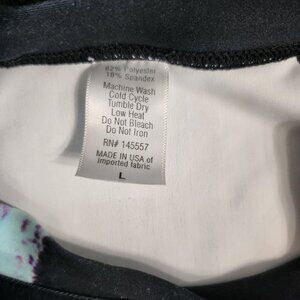 82% Polyester
18% Spandex
Machine Wash
Cold Cycle
Tumble Dry
Low Heat
Do Not Bleach
Do Not Iron
RN# 145557
MADE IN USA of
imported fabric
L